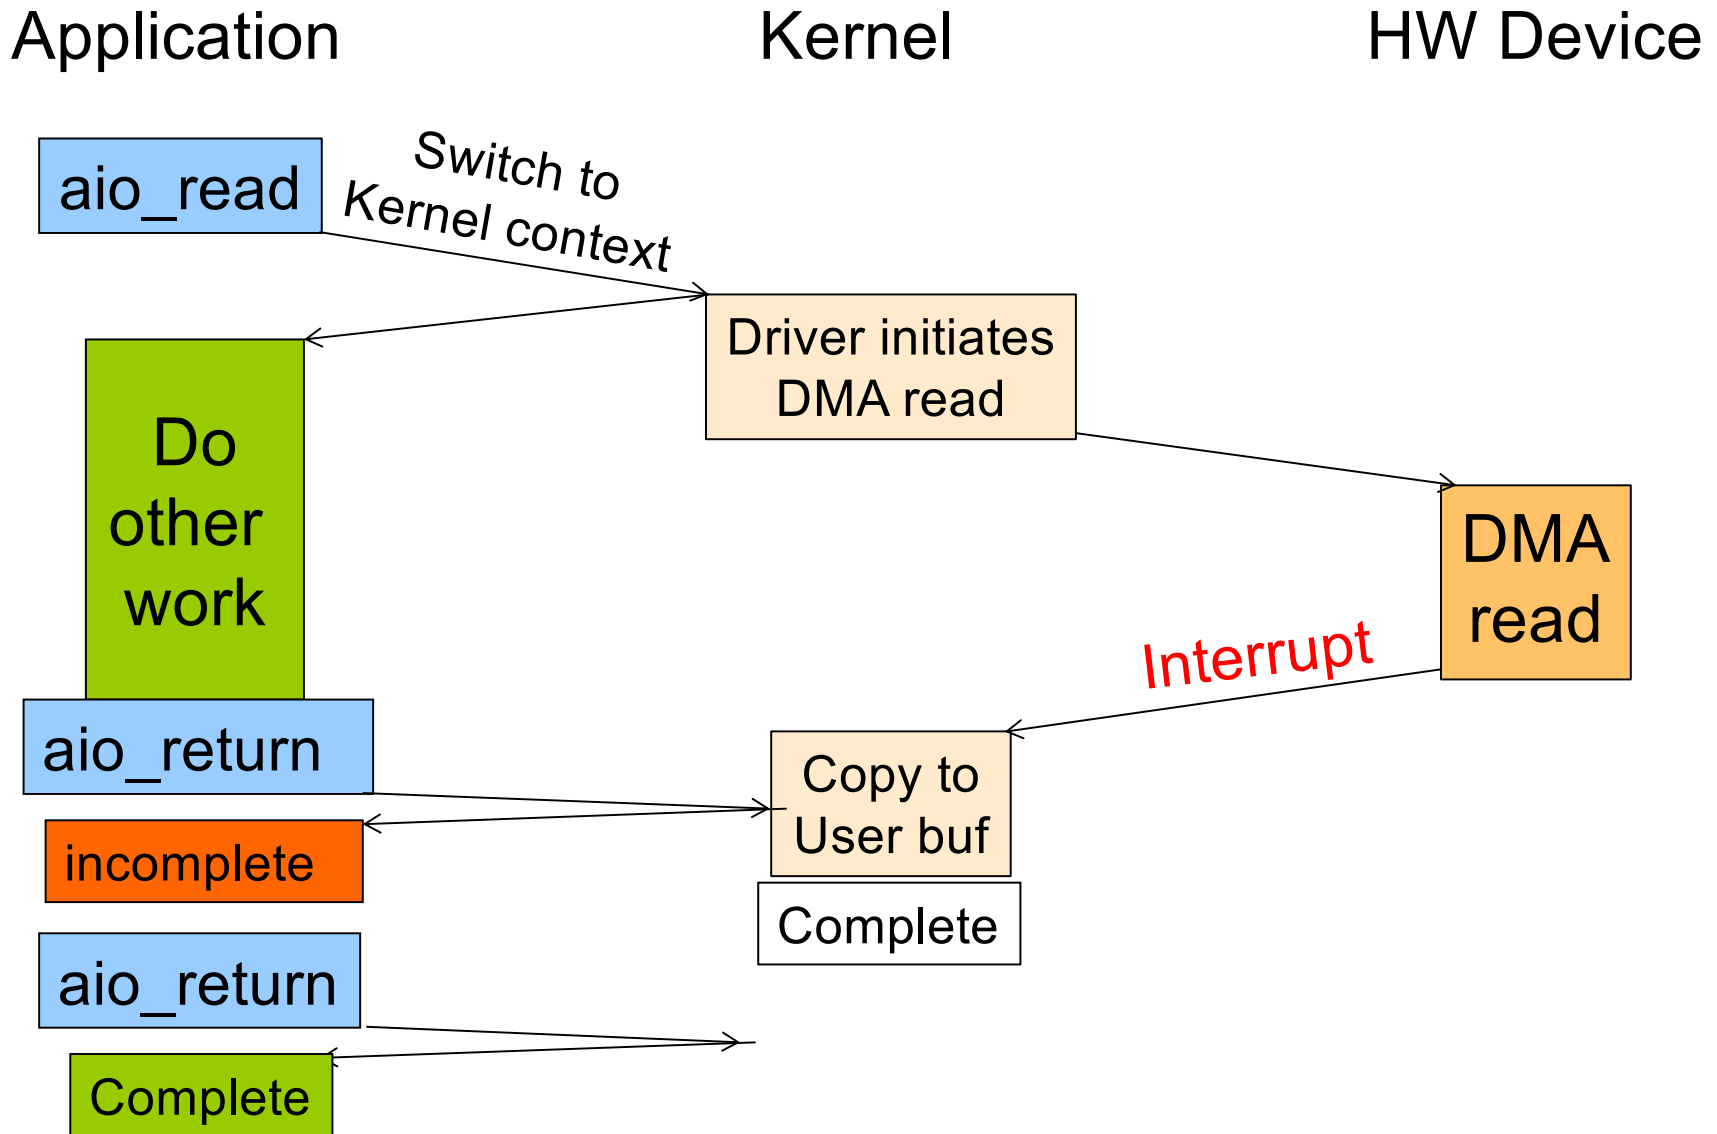 Application
Kernel
HW Device
aio_read
Switch to
Kernel context
Driver initiates
DMA read
Do
other
work
DMA
read
Interrupt
aio_return
Copy to
User buf
incomplete
Complete
aio_return
Complete